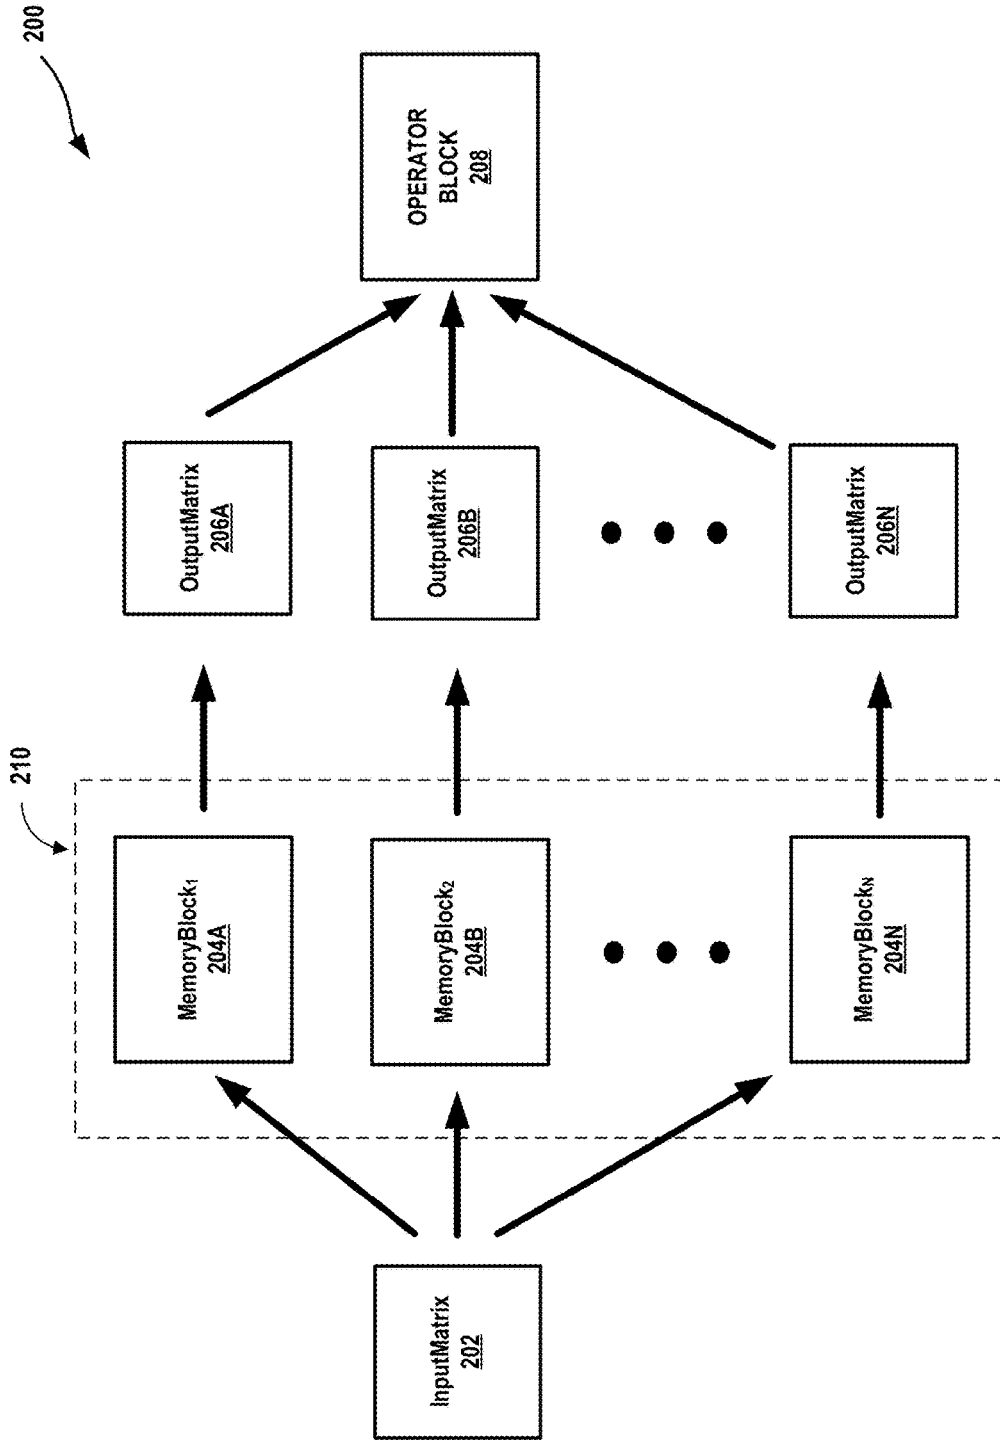 200
210
InputMatrix
202
MemoryBlock₁
204A
MemoryBlock₂
204B
MemoryBlockN
204N
OutputMatrix
206A
OutputMatrix
206B
OutputMatrix
206N
OPERATOR
BLOCK
208